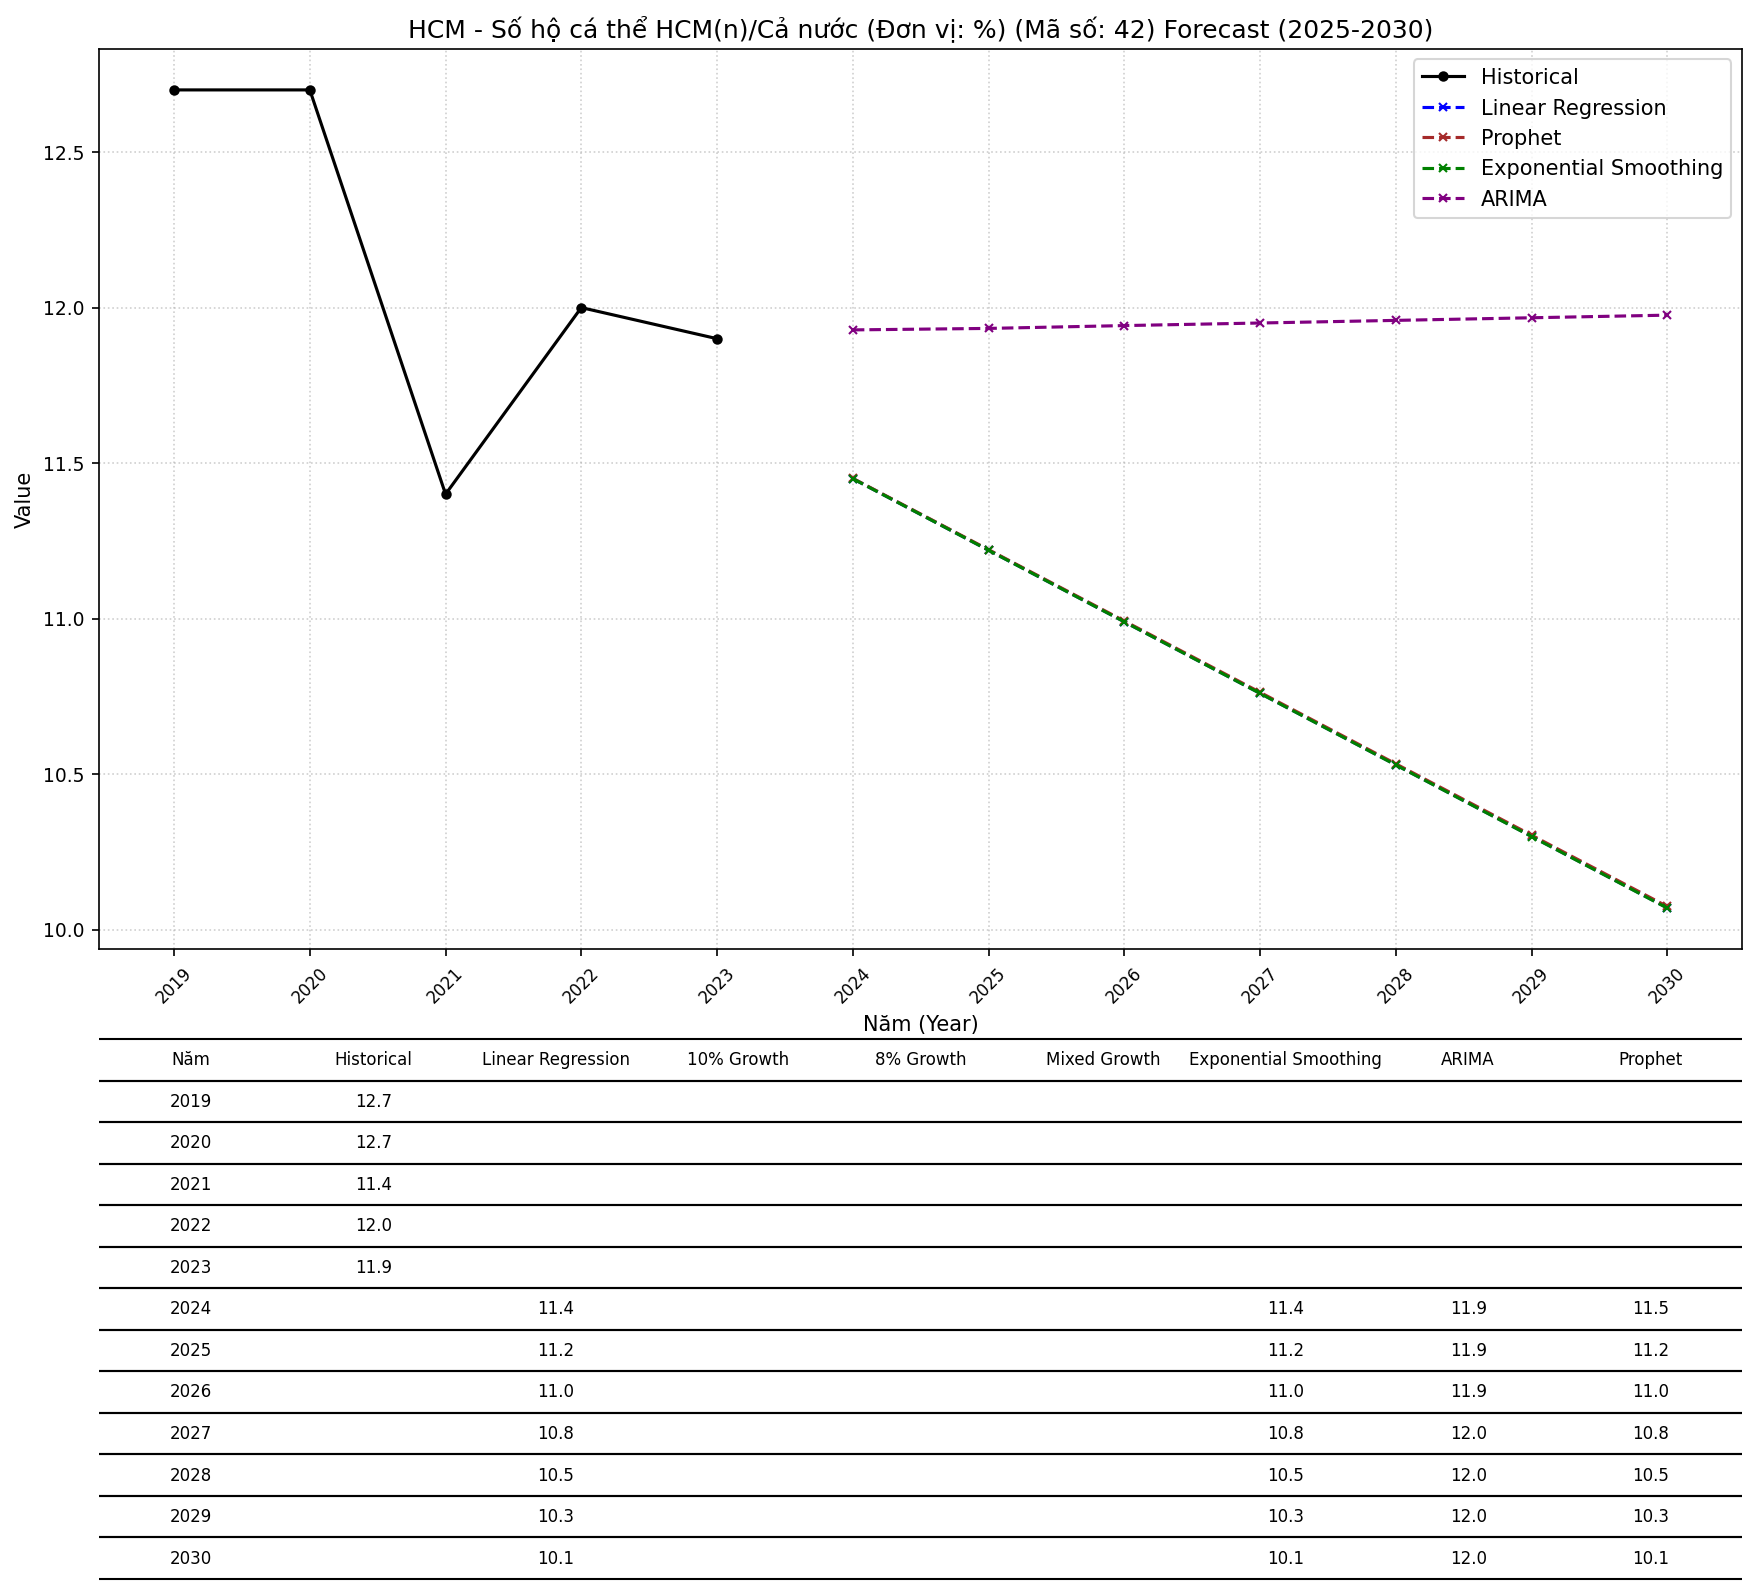 HCM - Số hộ cá thể HCM(n)/Cả nước (Đơn vị: %) (Mã số: 42) Forecast (2025-2030)
Historical
Linear Regression
Prophet
Exponential Smoothing
ARIMA
Value
12.5
12.0
11.5
11.0
10.5
10.0
2019 2020 2021 2022 2023 2024 2025 2026 2027 2028 2029 2030
Năm (Year)
Năm Historical Linear Regression 10% Growth 8% Growth Mixed Growth Exponential Smoothing ARIMA Prophet
2019 12.7
2020 12.7
2021 11.4
2022 12.0
2023 11.9
2024 11.4 11.4 11.9 11.5
2025 11.2 11.2 11.9 11.2
2026 11.0 11.0 11.9 11.0
2027 10.8 10.8 12.0 10.8
2028 10.5 10.5 12.0 10.5
2029 10.3 10.3 12.0 10.3
2030 10.1 10.1 12.0 10.1